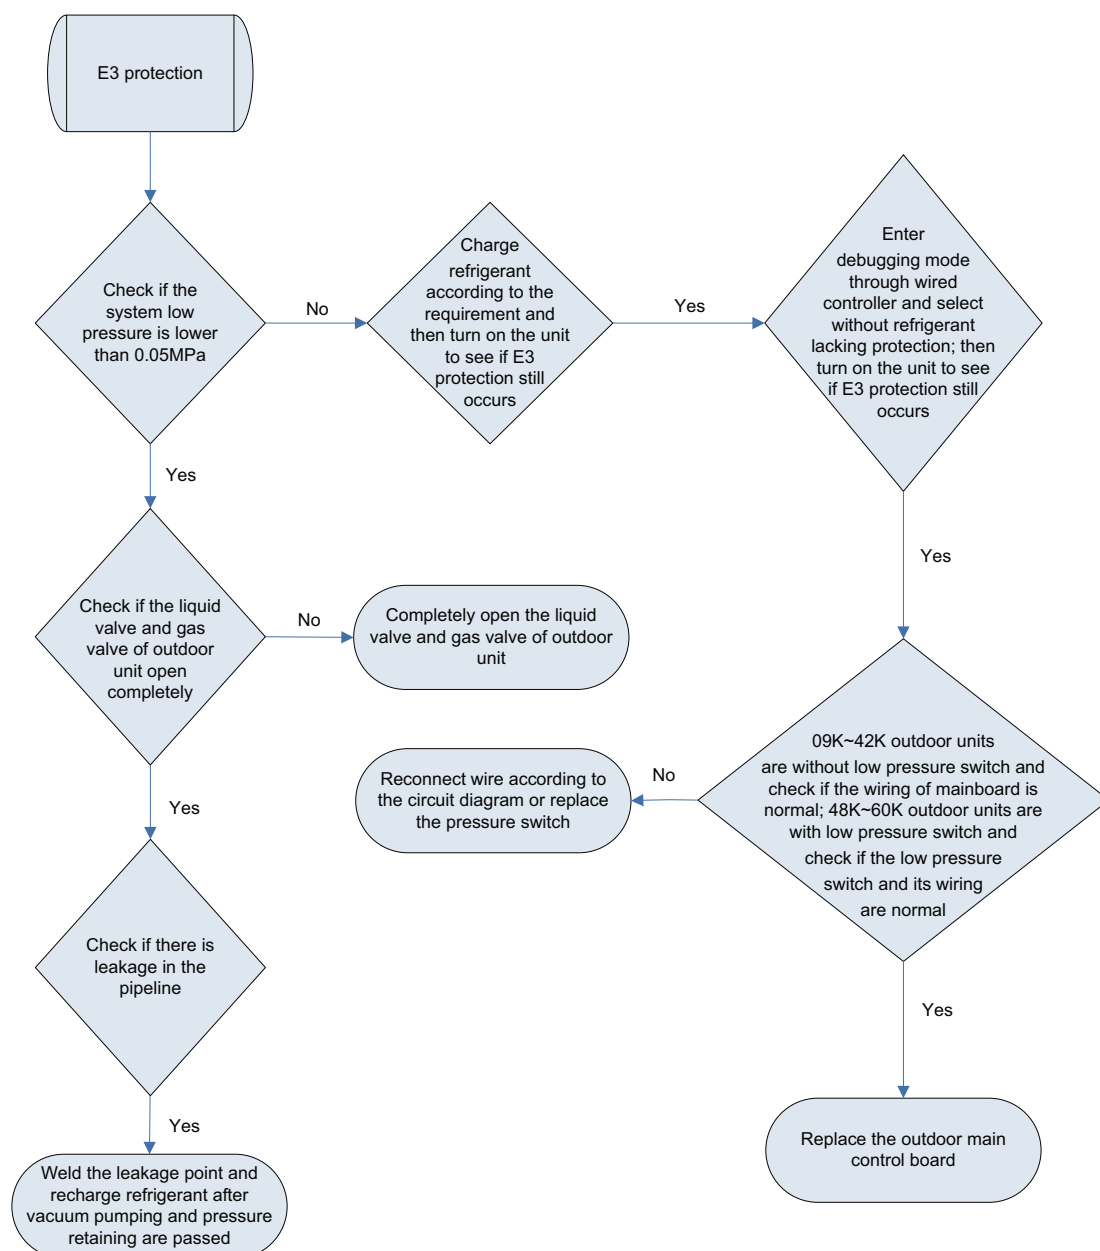 E3 protection
Check if the
system low
pressure is lower
than 0.05MPa
No
Charge
refrigerant
according to the
requirement and
then turn on the unit
to see if E3
protection still
occurs
Yes
Enter
debugging mode
through wired
controller and select
without refrigerant
lacking protection; then
turn on the unit to see
if E3 protection still
occurs
Yes
Yes
Check if the liquid
valve and gas
valve of outdoor
unit open
completely
No
Completely open the liquid
valve and gas valve of outdoor
unit
09K~42K outdoor units
are without low pressure switch and
check if the wiring of mainboard is
normal; 48K~60K outdoor units are
with low pressure switch and
check if the low pressure
switch and its wiring
are normal
No
Reconnect wire according to
the circuit diagram or replace
the pressure switch
Yes
Check if there is
leakage in the
pipeline
Yes
Replace the outdoor main
control board
Yes
Weld the leakage point and
recharge refrigerant after
vacuum pumping and pressure
retaining are passed